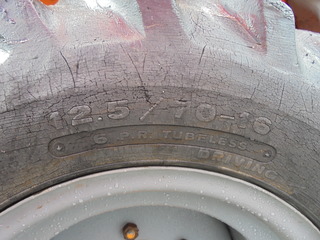 12.5/70-16
6 P.R. TUBELESS
DRIVING